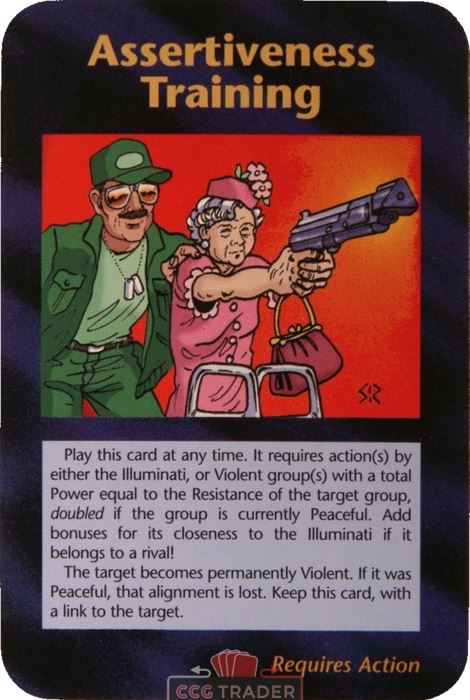 Assertiveness
Training
SR
Play this card at any time. It requires action(s) by
either the Illuminati, or Violent group(s) with a total
Power equal to the Resistance of the target group,
doubled if the group is currently Peaceful. Add
bonuses for its closeness to the Illuminati if it
belongs to a rival!
The target becomes permanently Violent. If it was
Peaceful, that alignment is lost. Keep this card, with
a link to the target.
Requires Action
CCG TRADER